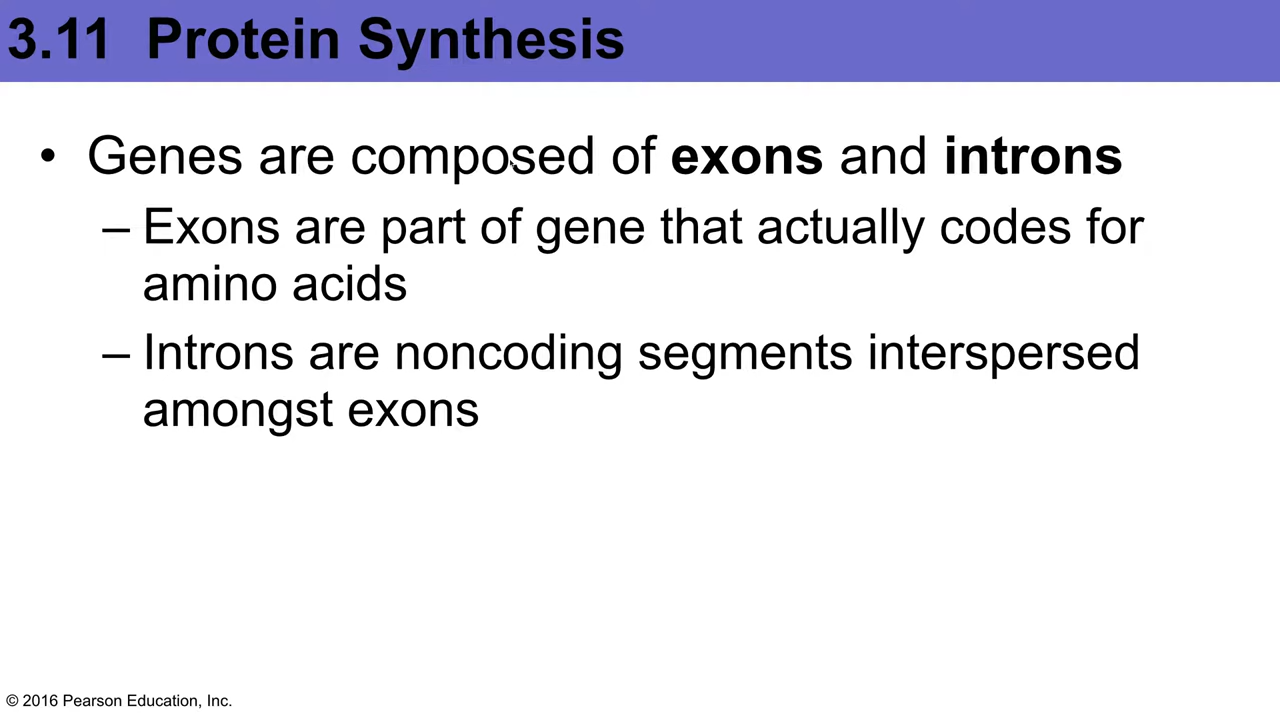 3.11 Protein Synthesis
• Genes are composed of exons and introns
– Exons are part of gene that actually codes for
amino acids
– Introns are noncoding segments interspersed
amongst exons
© 2016 Pearson Education, Inc.